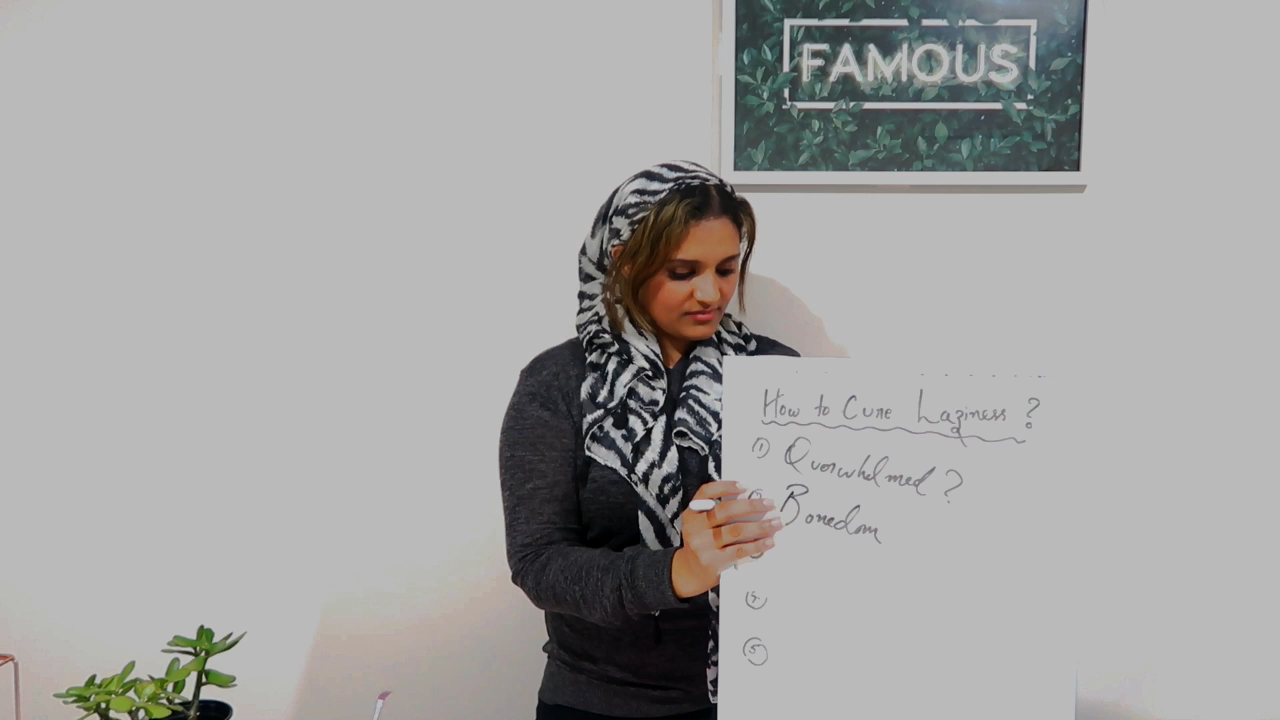 FAMOUS
How to Cure Laziness ?
① Overwhelmed ?
Boredom
④
⑤